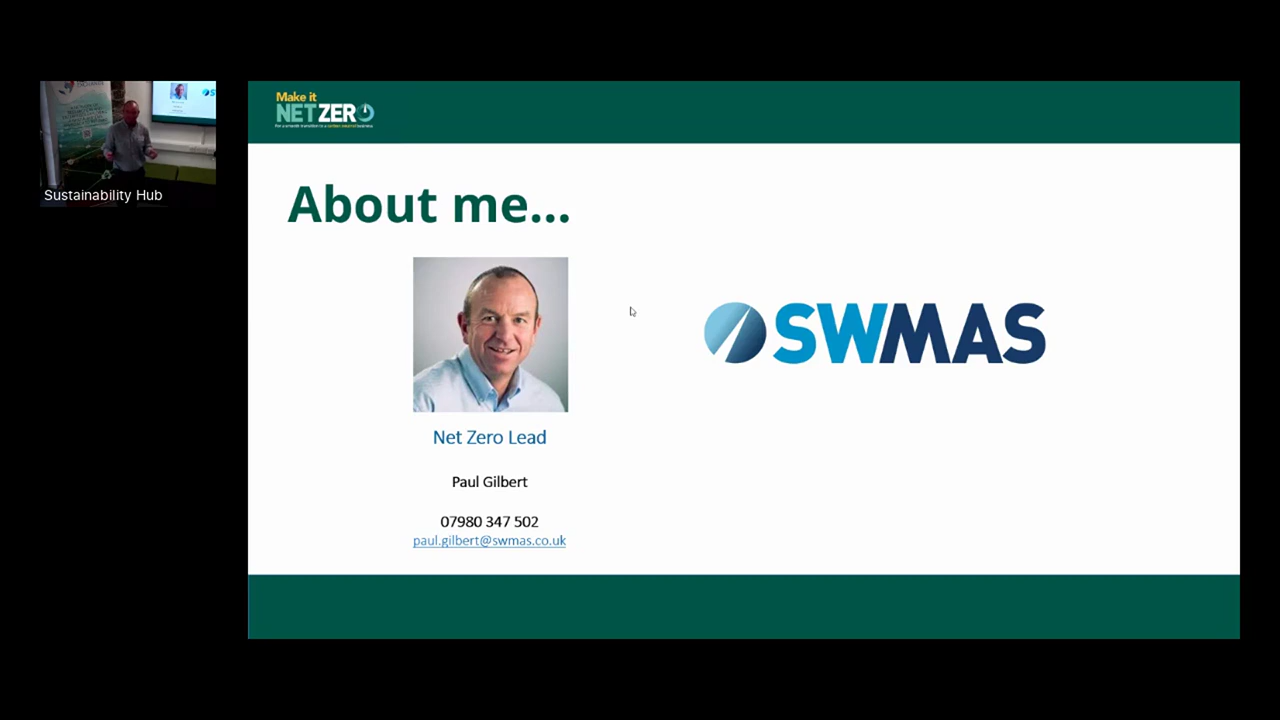 Sustainability Hub
Make it
NET ZERO
About me...
SWMAS
Net Zero Lead
Paul Gilbert
07980 347 502
paul.gilbert@swmas.co.uk